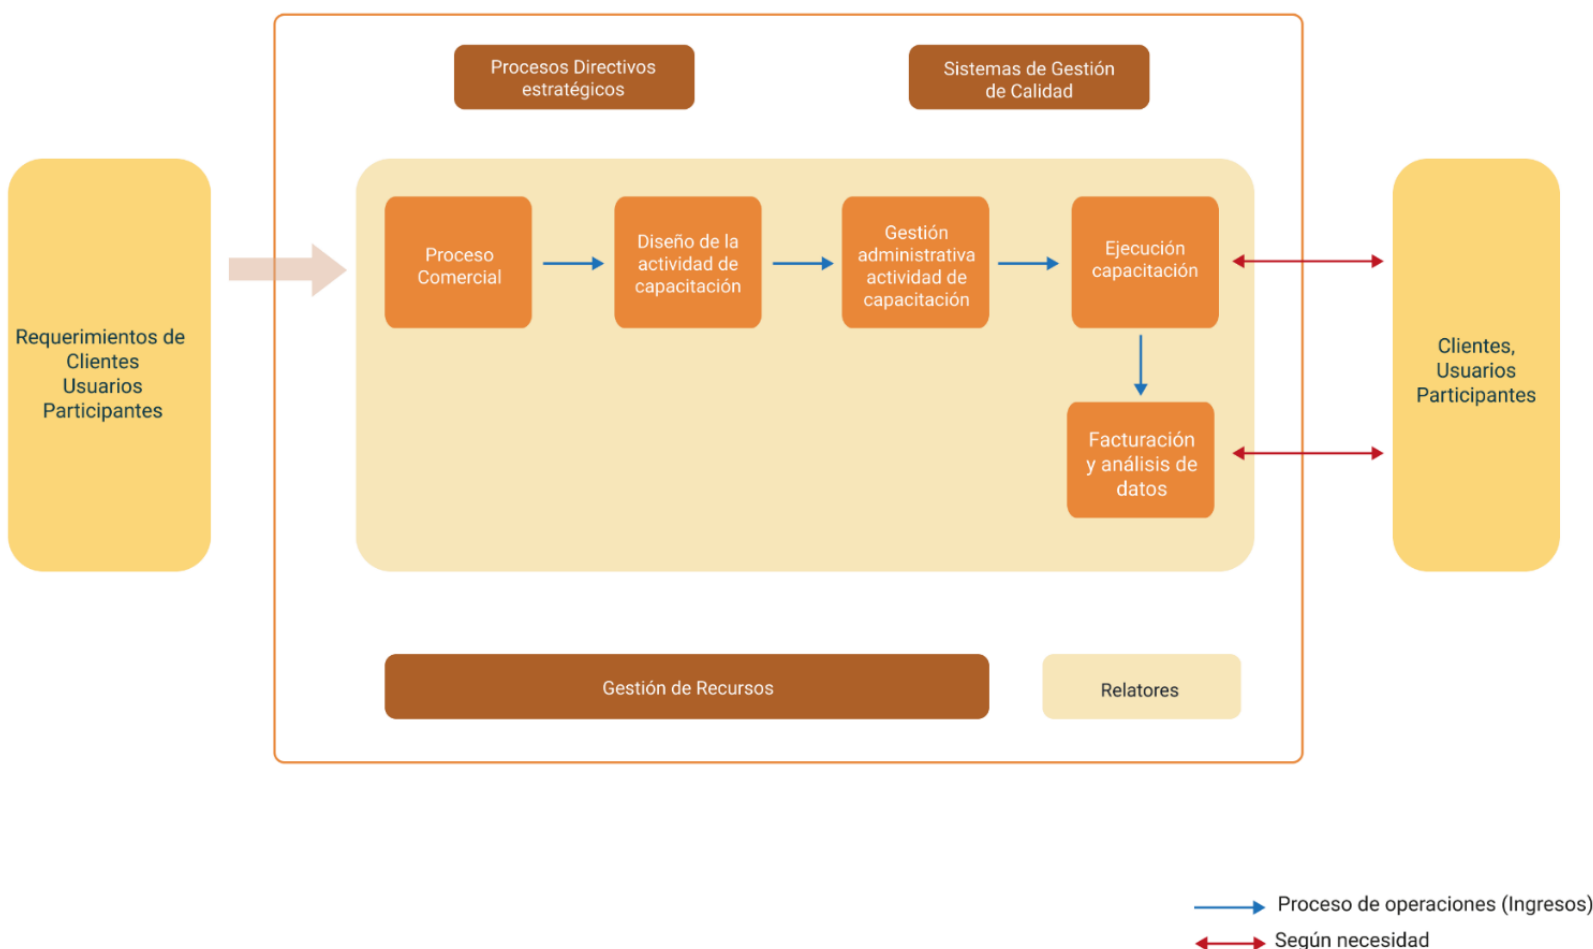 Procesos Directivos
estratégicos
Sistemas de Gestión
de Calidad
Requerimientos de
Clientes
Usuarios
Participantes
Proceso
Comercial
Diseño de la
actividad de
capacitación
Gestión
administrativa
actividad de
capacitación
Ejecución
capacitación
Facturación
y análisis de
datos
Clientes,
Usuarios
Participantes
Gestión de Recursos
Relatores
Proceso de operaciones (Ingresos)
Según necesidad